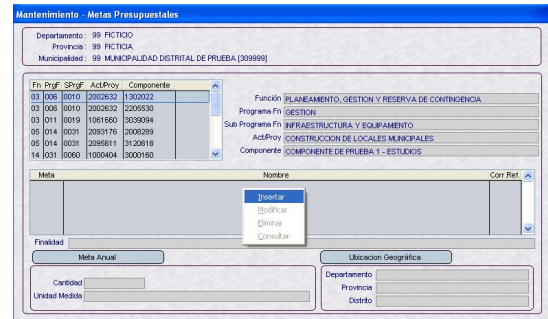 Mantenimiento - Metas Presupuestales
Departamento : 99 FICTICIO
Provincia : 99 FICTICIA
Municipalidad : 99 MUNICIPALIDAD DISTRITAL DE PRUEBA [309999]
Fn PrgF SPrgF Act/Proy Componente
03 006 0010 2002632 1302022
03 006 0010 2002632 2205530
03 011 0019 1061660 3039094
05 014 0031 2093176 2008289
05 014 0031 2095611 3120618
14 031 0060 1000404 3000160
Función PLANEAMIENTO, GESTION Y RESERVA DE CONTINGENCIA
Programa Fn GESTION
Sub Programa Fn INFRAESTRUCTURA Y EQUIPAMIENTO
Act/Proy CONSTRUCCION DE LOCALES MUNICIPALES
Componente COMPONENTE DE PRUEBA 1 - ESTUDIOS
Meta Nombre Corr.Ref.
Insertar
Modificar
Eliminar
Consultar
Finalidad
Meta Anual Ubicacion Geográfica
Cantidad
Unidad Medida
Departamento
Provincia
Distrito